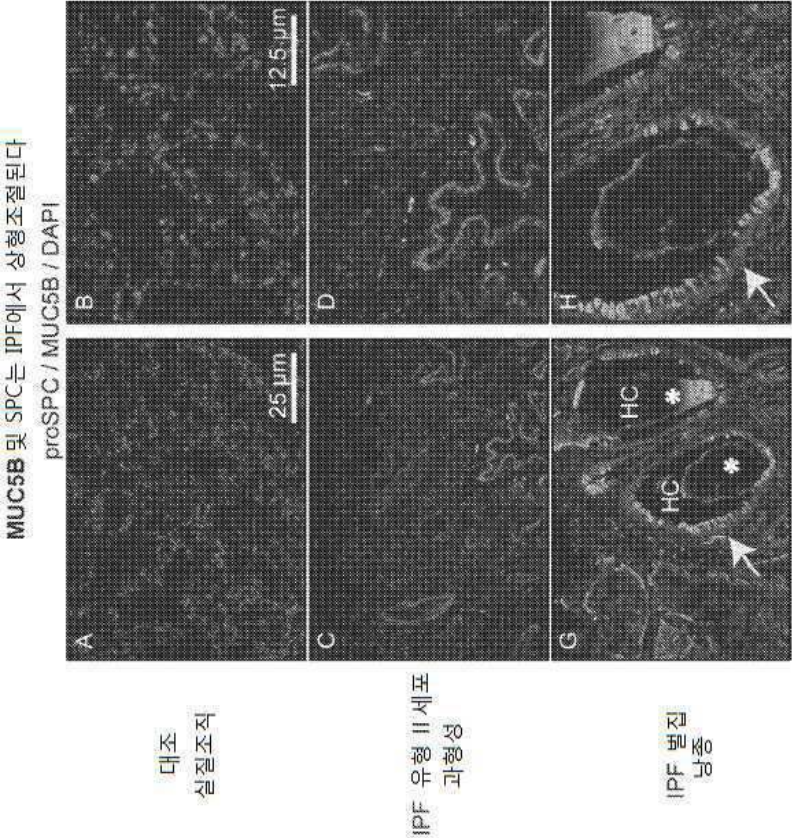 MUC5B 및 SPC는 IPF에서 상형조절된다
proSPC / MUC5B / DAPI
대조
실질조직
A
25 µm
B
12.5 µm
IPF 유형 II 세포
과형성
C
D
IPF 벌집
낭종
G
HC
*
HC
*
H